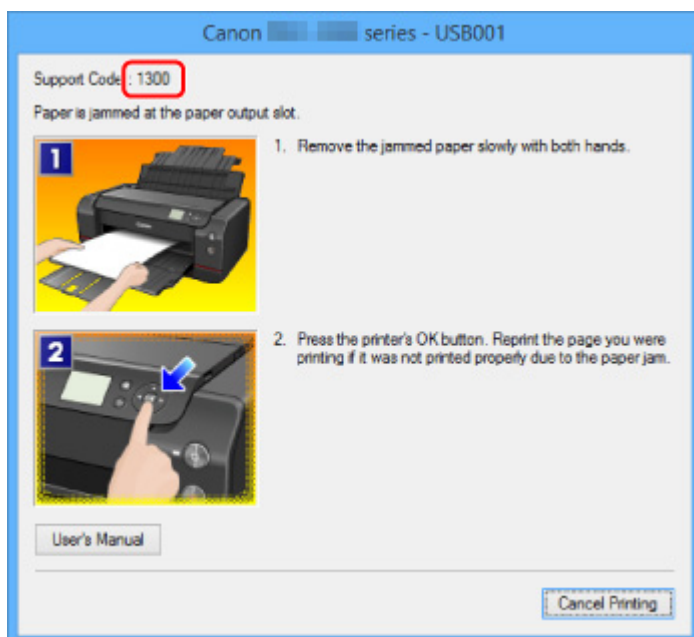 Canon series - USB001
Support Code : 1300
Paper is jammed at the paper output slot.
1
1. Remove the jammed paper slowly with both hands.
2
2. Press the printer's OK button. Reprint the page you were
printing if it was not printed properly due to the paper jam.
User's Manual
Cancel Printing